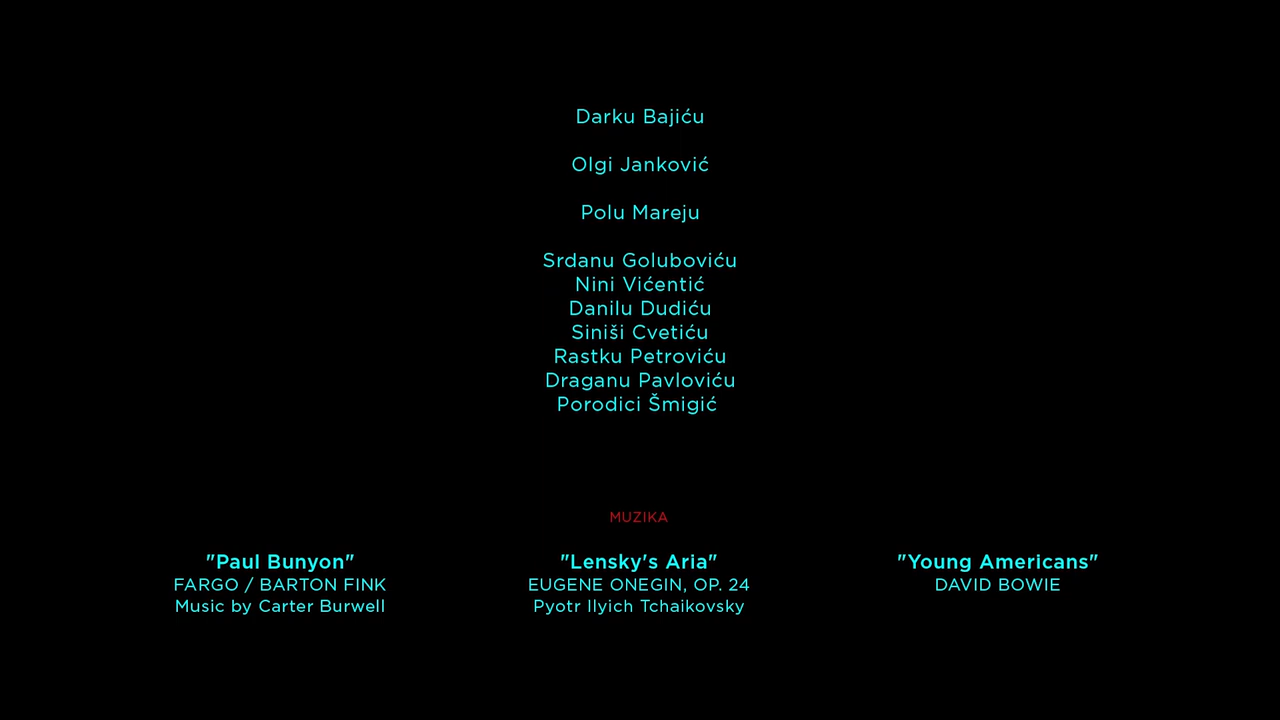 Darku Bajiću
Olgi Janković
Polu Mareju
Srdanu Goluboviću
Nini Vićentić
Danilu Dudiću
Siniši Cvetiću
Rastku Petroviću
Draganu Pavloviću
Porodici Šmigić
MUZIKA
"Paul Bunyon"
FARGO / BARTON FINK
Music by Carter Burwell
"Lensky's Aria"
EUGENE ONEGIN, OP. 24
Pyotr Ilyich Tchaikovsky
"Young Americans"
DAVID BOWIE